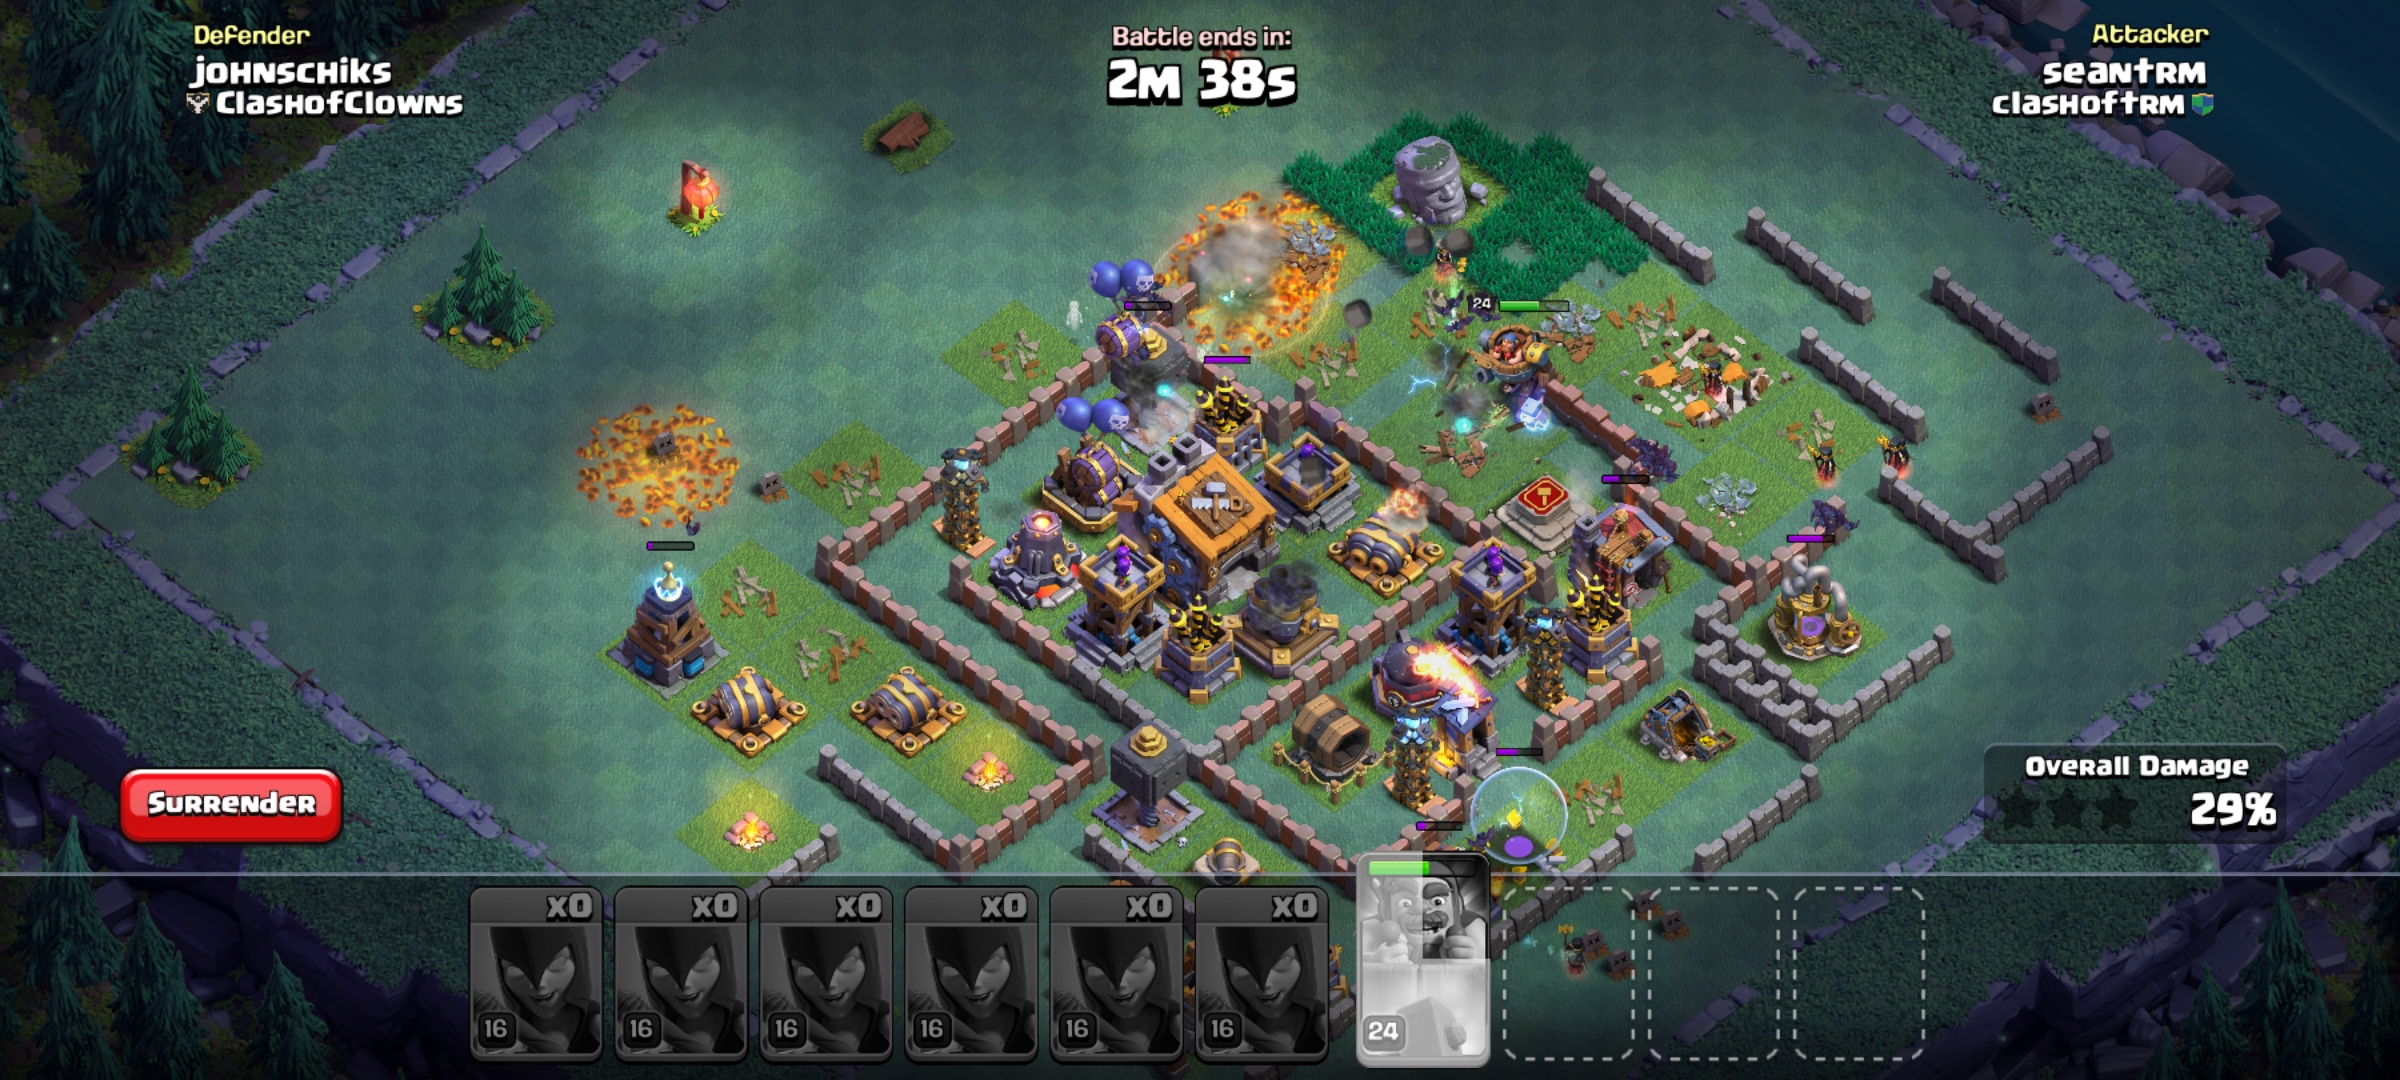 Defender
johnschiks
ClashofClowns
Battle ends in:
2m 38s
Attacker
seantrm
clashoftrm
24
Surrender
Overall Damage
29%
x0
x0
x0
x0
x0
x0
16
16
16
16
16
16
24